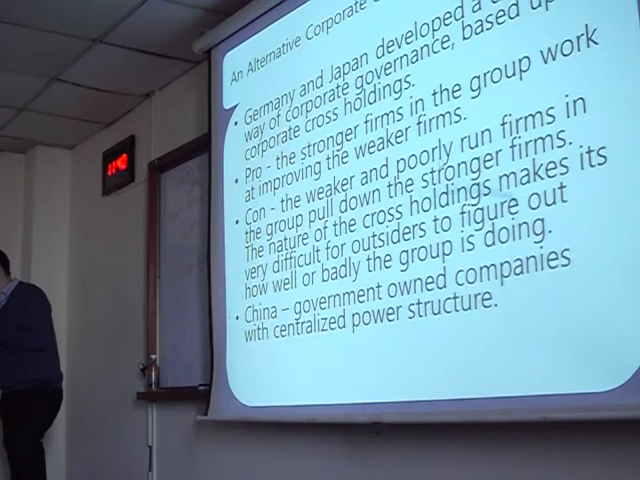 An Alternative Corporate
• Germany and Japan developed a
way of corporate governance, based
corporate cross holdings.
• Pro - the stronger firms in the group work
at improving the weaker firms.
• Con - the weaker and poorly run firms in
the group pull down the stronger firms.
The nature of the cross holdings makes its
very difficult for outsiders to figure out
how well or badly the group is doing.
• China – government owned companies
with centralized power structure.